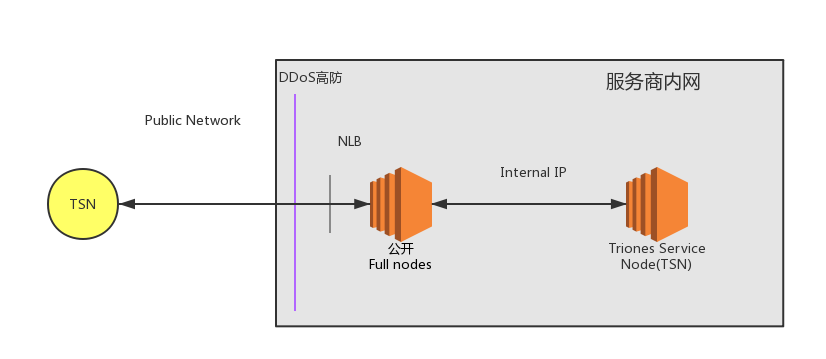 DDoS高防
服务商内网
Public Network
NLB
Internal IP
TSN
公开
Full nodes
Triones Service
Node(TSN)